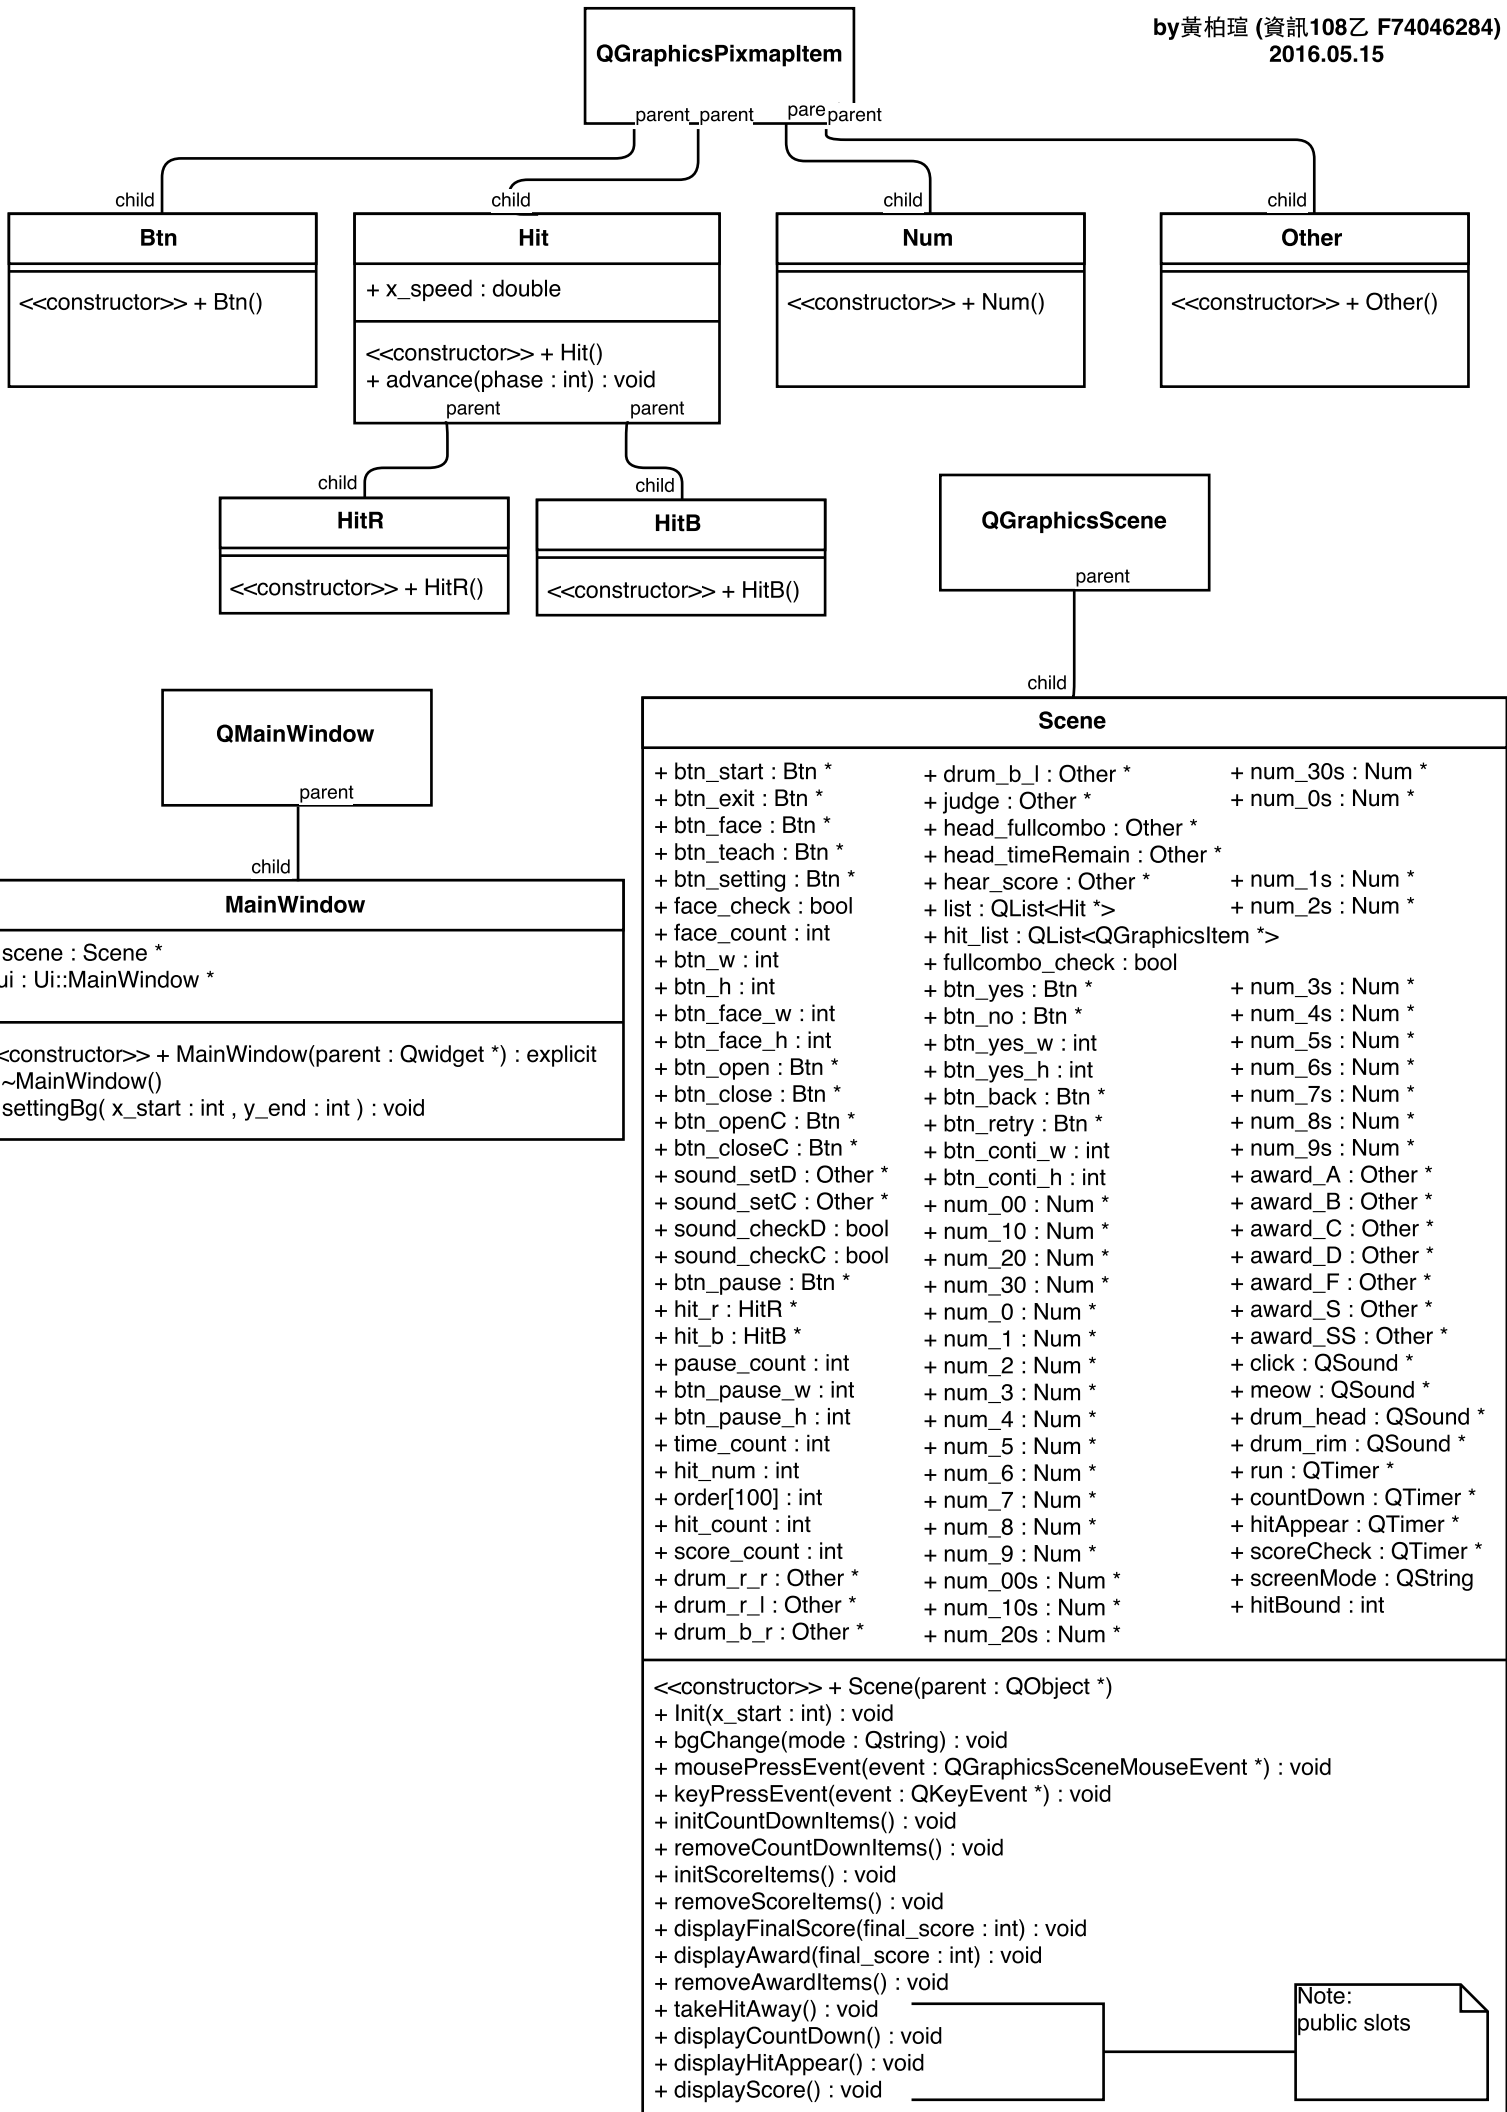 by黃柏瑄 (資訊108乙 F74046284)
2016.05.15
QGraphicsPixmapItem
parent parent pare parent
child
child
child
child
Btn
<<constructor>> + Btn()
Hit
+ x_speed : double
<<constructor>> + Hit()
+ advance(phase : int) : void
parent
parent
Num
<<constructor>> + Num()
Other
<<constructor>> + Other()
child
HitR
<<constructor>> + HitR()
child
HitB
<<constructor>> + HitB()
QGraphicsScene
parent
child
QMainWindow
parent
child
MainWindow
scene : Scene *
ui : Ui::MainWindow *
<constructor>> + MainWindow(parent : Qwidget *) : explicit
~MainWindow()
settingBg( x_start : int , y_end : int ) : void
Scene
+ btn_start : Btn *
+ btn_exit : Btn *
+ btn_face : Btn *
+ btn_teach : Btn *
+ btn_setting : Btn *
+ face_check : bool
+ face_count : int
+ btn_w : int
+ btn_h : int
+ btn_face_w : int
+ btn_face_h : int
+ btn_open : Btn *
+ btn_close : Btn *
+ btn_openC : Btn *
+ btn_closeC : Btn *
+ sound_setD : Other *
+ sound_setC : Other *
+ sound_checkD : bool
+ sound_checkC : bool
+ btn_pause : Btn *
+ hit_r : HitR *
+ hit_b : HitB *
+ pause_count : int
+ btn_pause_w : int
+ btn_pause_h : int
+ time_count : int
+ hit_num : int
+ order[100] : int
+ hit_count : int
+ score_count : int
+ drum_r_r : Other *
+ drum_r_l : Other *
+ drum_b_r : Other *
+ drum_b_l : Other *
+ judge : Other *
+ head_fullcombo : Other *
+ head_timeRemain : Other *
+ hear_score : Other *
+ list : QList<Hit *>
+ hit_list : QList<QGraphicsItem *>
+ fullcombo_check : bool
+ btn_yes : Btn *
+ btn_no : Btn *
+ btn_yes_w : int
+ btn_yes_h : int
+ btn_back : Btn *
+ btn_retry : Btn *
+ btn_conti_w : int
+ btn_conti_h : int
+ num_00 : Num *
+ num_10 : Num *
+ num_20 : Num *
+ num_30 : Num *
+ num_0 : Num *
+ num_1 : Num *
+ num_2 : Num *
+ num_3 : Num *
+ num_4 : Num *
+ num_5 : Num *
+ num_6 : Num *
+ num_7 : Num *
+ num_8 : Num *
+ num_9 : Num *
+ num_00s : Num *
+ num_10s : Num *
+ num_20s : Num *
+ num_30s : Num *
+ num_0s : Num *
+ num_1s : Num *
+ num_2s : Num *
+ num_3s : Num *
+ num_4s : Num *
+ num_5s : Num *
+ num_6s : Num *
+ num_7s : Num *
+ num_8s : Num *
+ num_9s : Num *
+ award_A : Other *
+ award_B : Other *
+ award_C : Other *
+ award_D : Other *
+ award_F : Other *
+ award_S : Other *
+ award_SS : Other *
+ click : QSound *
+ meow : QSound *
+ drum_head : QSound *
+ drum_rim : QSound *
+ run : QTimer *
+ countDown : QTimer *
+ hitAppear : QTimer *
+ scoreCheck : QTimer *
+ screenMode : QString
+ hitBound : int
<<constructor>> + Scene(parent : QObject *)
+ Init(x_start : int) : void
+ bgChange(mode : Qstring) : void
+ mousePressEvent(event : QGraphicsSceneMouseEvent *) : void
+ keyPressEvent(event : QKeyEvent *) : void
+ initCountDownItems() : void
+ removeCountDownItems() : void
+ initScoreItems() : void
+ removeScoreItems() : void
+ displayFinalScore(final_score : int) : void
+ displayAward(final_score : int) : void
+ removeAwardItems() : void
+ takeHitAway() : void
+ displayCountDown() : void
+ displayHitAppear() : void
+ displayScore() : void
Note:
public slots